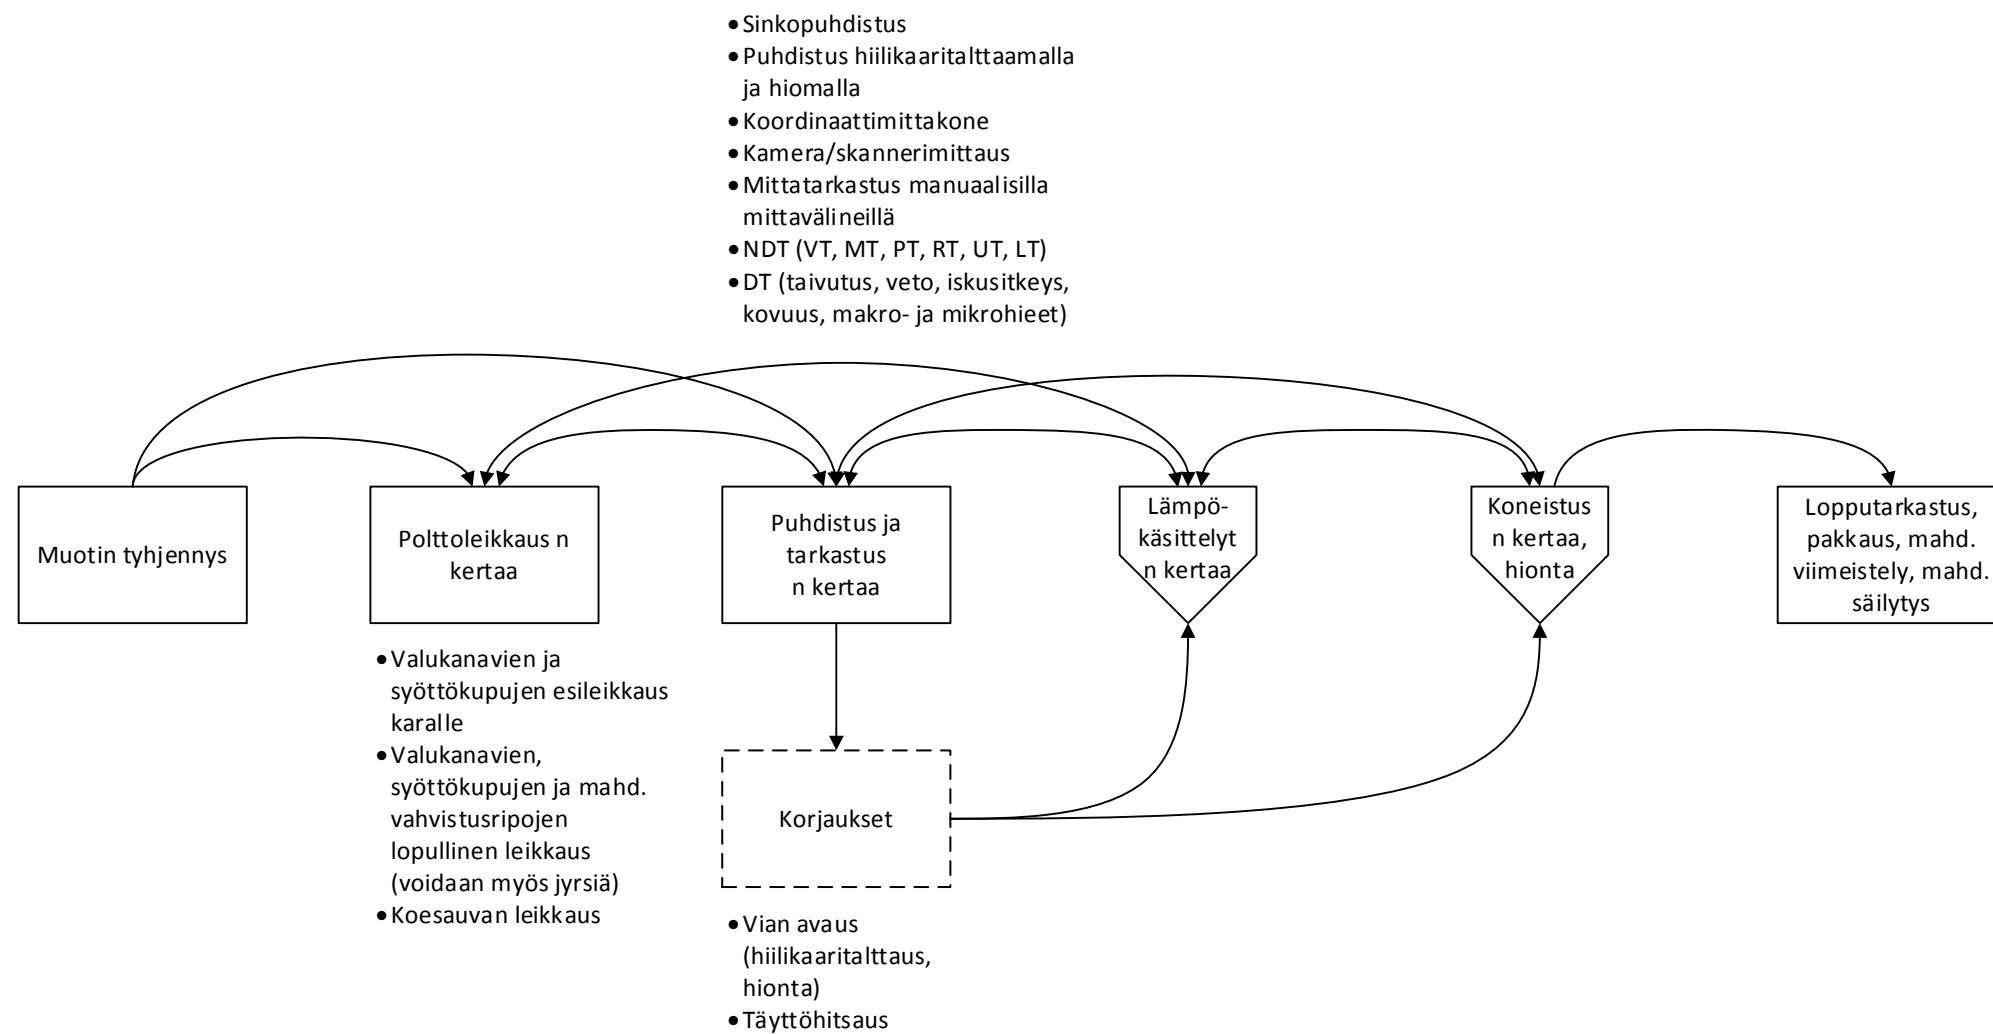 • Sinkopuhdistus
• Puhdistus hiilikaaritalttaamalla
ja hiomalla
• Koordinaattimittakone
• Kamera/skannerimittaus
• Mittatarkastus manuaalisilla
mittavälineillä
• NDT (VT, MT, PT, RT, UT, LT)
• DT (taivutus, veto, iskusitkeys,
kovuus, makro- ja mikrohieet)
Muotin tyhjennys
Polttoleikkaus n
kertaa
Puhdistus ja
tarkastus
n kertaa
Lämpö-
käsittelyt
n kertaa
Koneistus
n kertaa,
hionta
Lopputarkastus,
pakkaus, mahd.
viimeistely, mahd.
säilytys
• Valukanavien ja
syöttökupujen esileikkaus
karalle
• Valukanavien,
syöttökupujen ja mahd.
vahvistusripojen
lopullinen leikkaus
(voidaan myös jyrsiä)
• Koesauvan leikkaus
Korjaukset
• Vian avaus
(hiilikaaritalttaus,
hionta)
• Täyttöhitsaus